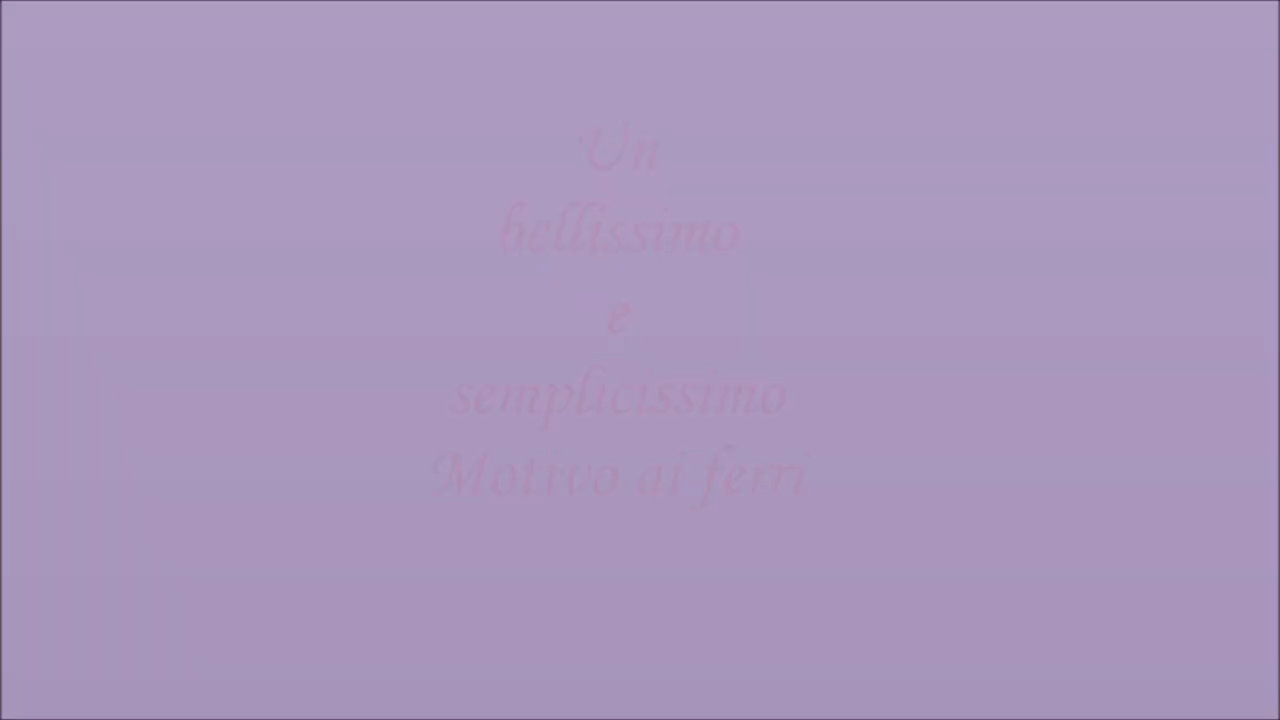 Un
bellissimo
e
semplicissimo
Motivo ai ferri